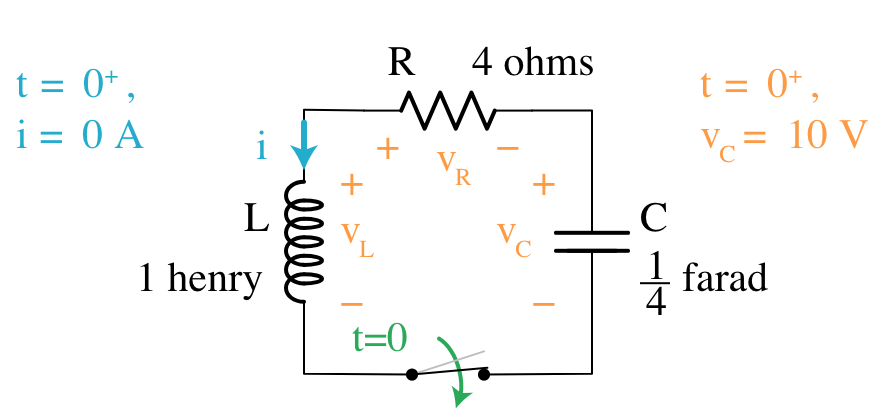 R 4 ohms
t = 0⁺ ,
i = 0 A
t = 0⁺ ,
v_C = 10 V
i
+ v_R −
+
v_L
−
+
v_C
−
L
1 henry
C
1/4 farad
t=0